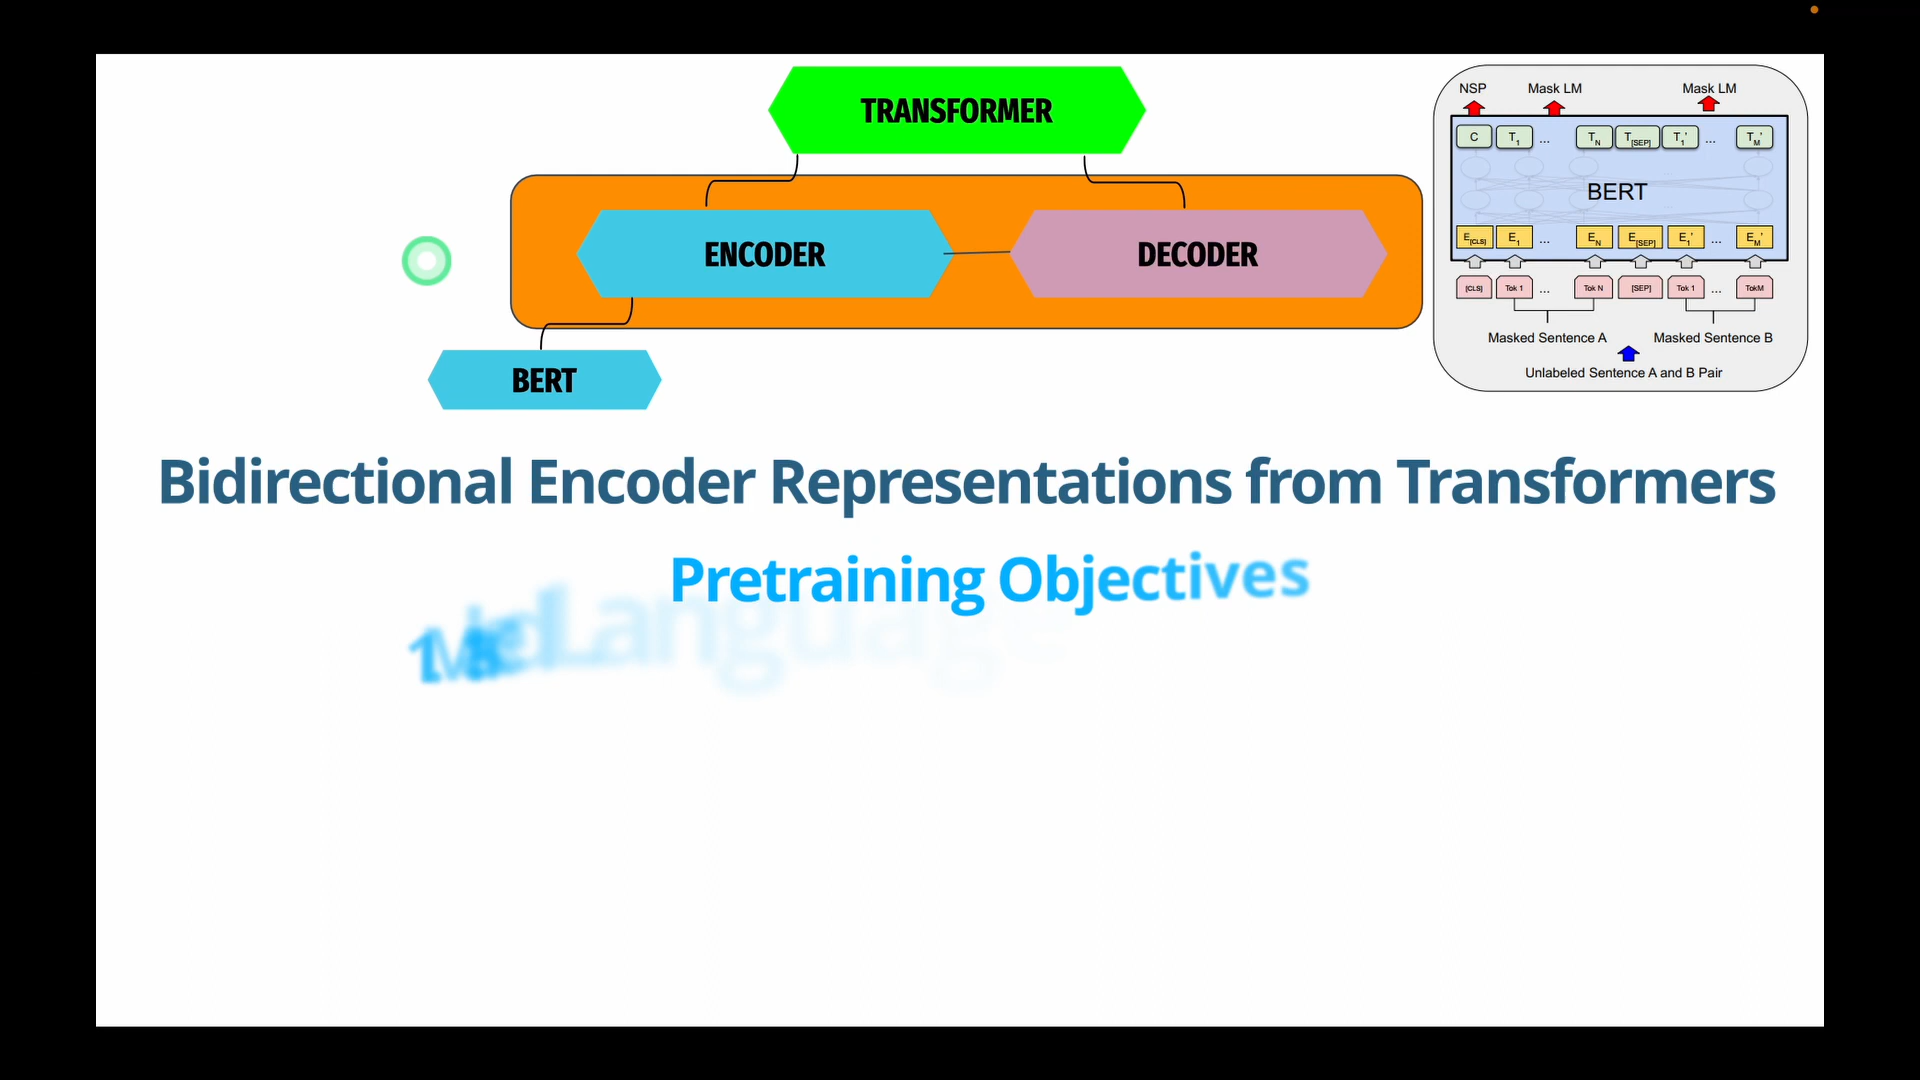 TRANSFORMER
ENCODER
DECODER
BERT
NSP Mask LM Mask LM
C T1 ... TN T[SEP] T1' ... TM'
BERT
E[CLS] E1 ... EN E[SEP] E1' ... EM'
[CLS] Tok 1 ... Tok N [SEP] Tok 1 ... TokM
Masked Sentence A Masked Sentence B
Unlabeled Sentence A and B Pair
Bidirectional Encoder Representations from Transformers
Pretraining Objectives
Language